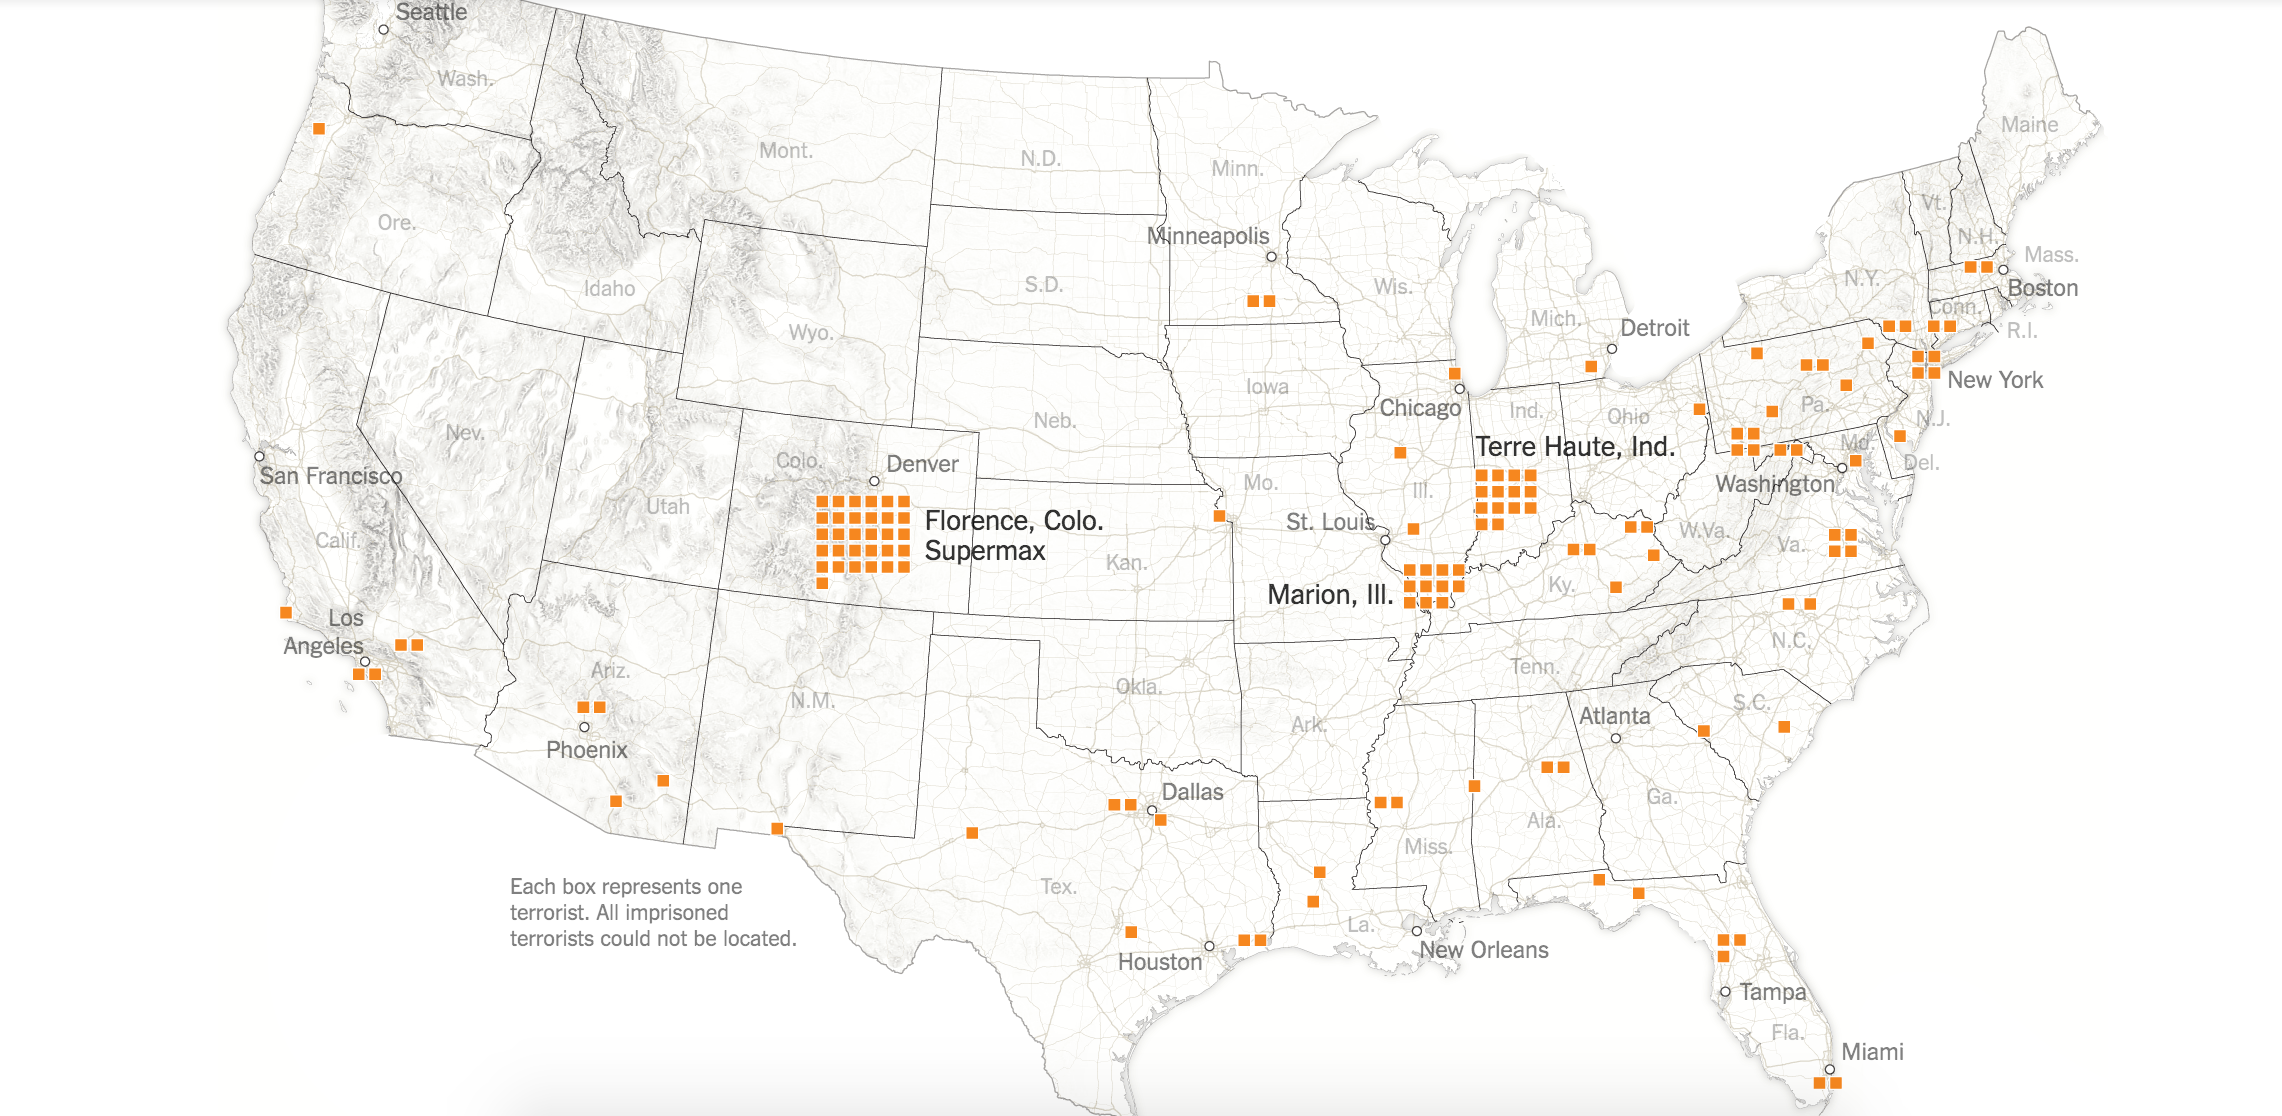 Seattle
Wash.
Maine
Mont.
N.D.
Minn.
Ore.
Vt.
Minneapolis
N.H.
Mass.
Idaho
S.D.
Wis.
N.Y.
Boston
Conn.
Mich.
Detroit
R.I.
Wyo.
Iowa
Chicago
Ind.
Ohio
Pa.
New York
N.J.
Neb.
Nev.
Terre Haute, Ind.
Md.
Del.
Colo.
Denver
San Francisco
Utah
Mo.
Ill.
Washington
Florence, Colo.
Supermax
St. Louis
W.Va.
Va.
Calif.
Kan.
Ky.
Marion, Ill.
Los
Angeles
Ariz.
N.M.
Okla.
Tenn.
N.C.
Ark.
Atlanta
S.C.
Phoenix
Dallas
Ga.
Ala.
Miss.
Each box represents one
terrorist. All imprisoned
terrorists could not be located.
Tex.
La.
New Orleans
Houston
Tampa
Fla.
Miami